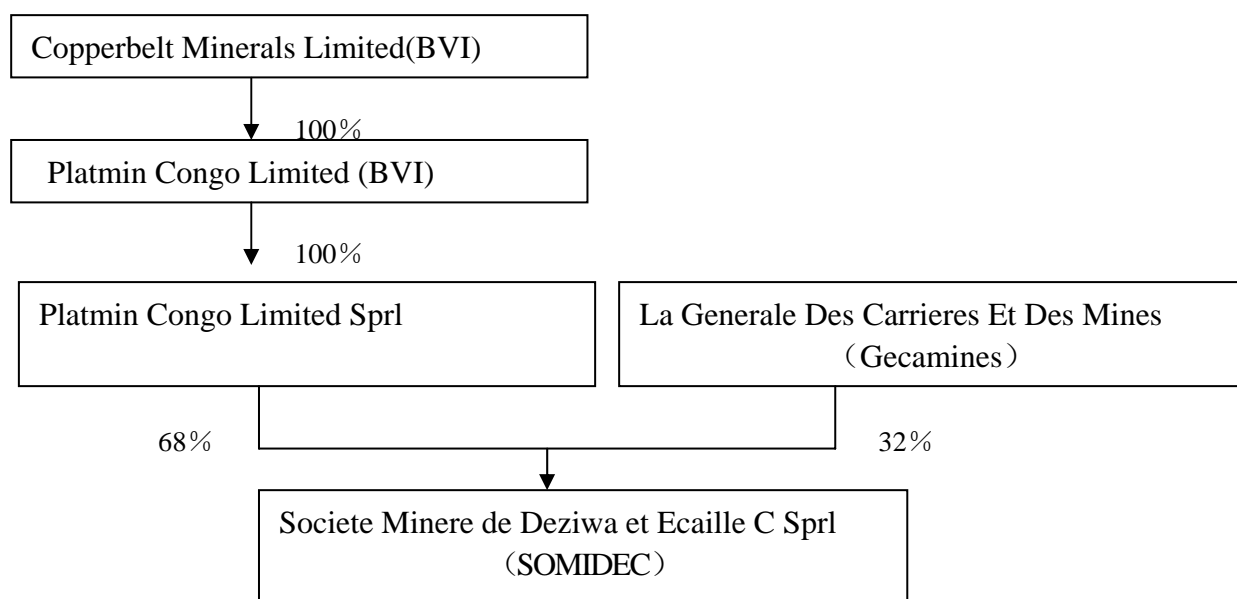 Copperbelt Minerals Limited(BVI)
100%
Platmin Congo Limited (BVI)
100%
Platmin Congo Limited Sprl
La Generale Des Carrieres Et Des Mines
（Gecamines）
68%
32%
Societe Minere de Deziwa et Ecaille C Sprl
（SOMIDEC）